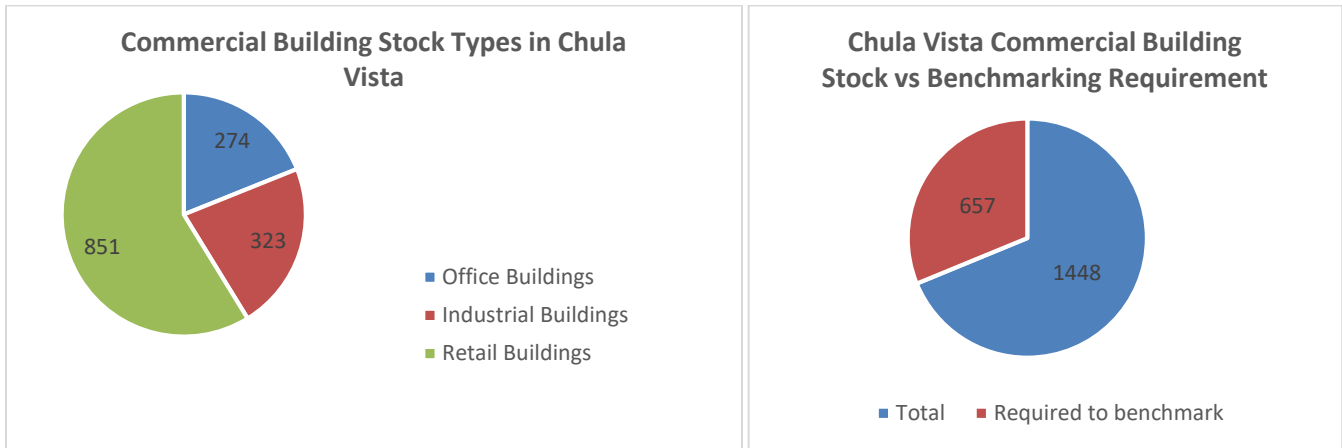 Commercial Building Stock Types in Chula
Vista
274
323
851
Office Buildings
Industrial Buildings
Retail Buildings
Chula Vista Commercial Building
Stock vs Benchmarking Requirement
657
1448
Total
Required to benchmark